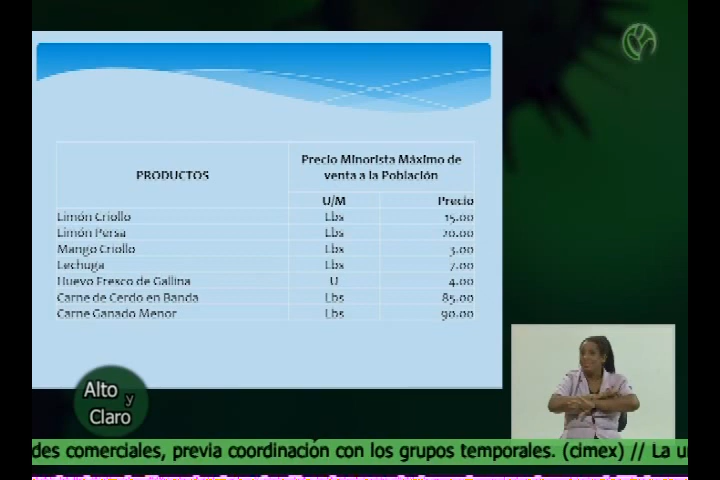 PRODUCTOS
Precio Minorista Máximo de
venta a la Población
U/M Precio
Limón Criollo Lbs 15.00
Limón Persa Lbs 20.00
Mango Criollo Lbs 3.00
Lechuga Lbs 7.00
Huevo Fresco de Gallina U 4.00
Carne de Cerdo en Banda Lbs 85.00
Carne Ganado Menor Lbs 90.00
Alto
y
Claro
des comerciales, previa coordinación con los grupos temporales. (cimex) // La u